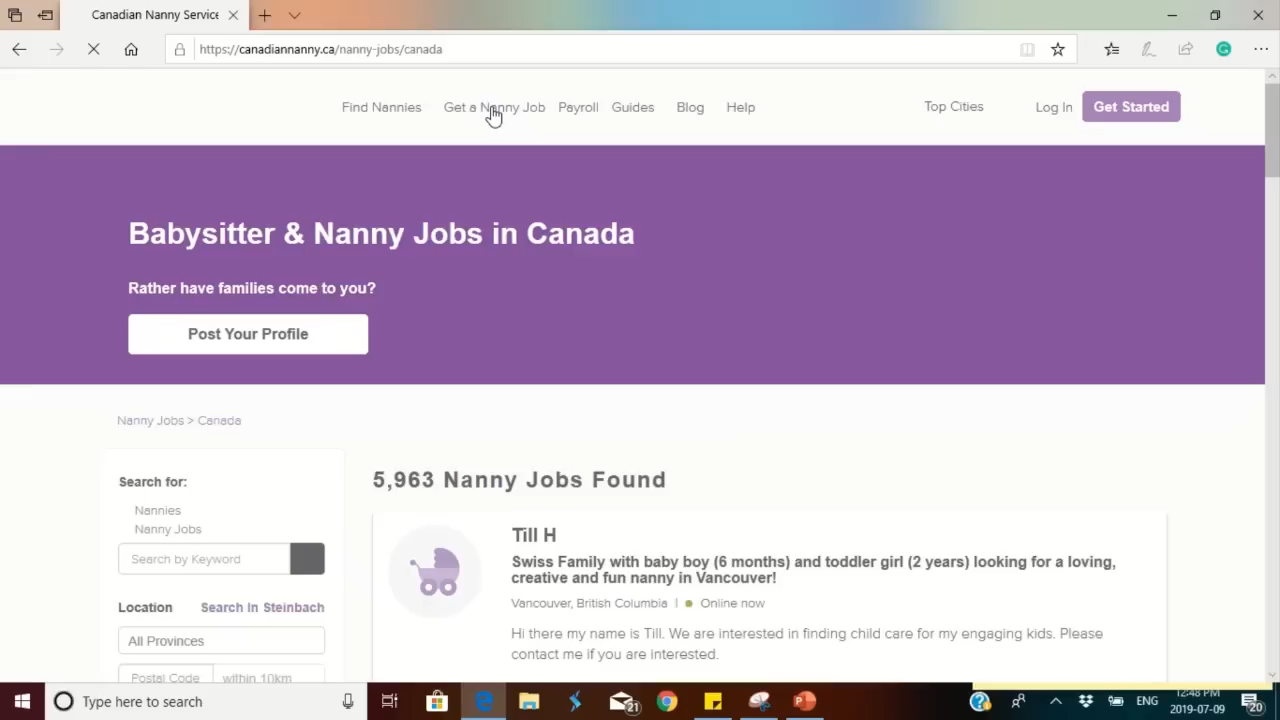 Canadian Nanny Service
https://canadiannanny.ca/nanny-jobs/canada
Find Nannies Get a Nanny Job Payroll Guides Blog Help Top Cities Log In Get Started
Babysitter & Nanny Jobs in Canada
Rather have families come to you?
Post Your Profile
Nanny Jobs > Canada
Search for:
Nannies
Nanny Jobs
Search by Keyword
Location Search in Steinbach
All Provinces
Postal Code within 10km
5,963 Nanny Jobs Found
Till H
Swiss Family with baby boy (6 months) and toddler girl (2 years) looking for a loving,
creative and fun nanny in Vancouver!
Vancouver, British Columbia | Online now
Hi there my name is Till. We are interested in finding child care for my engaging kids. Please
contact me if you are interested.
Type here to search
21
ENG
12:48 PM
2019-07-09
20